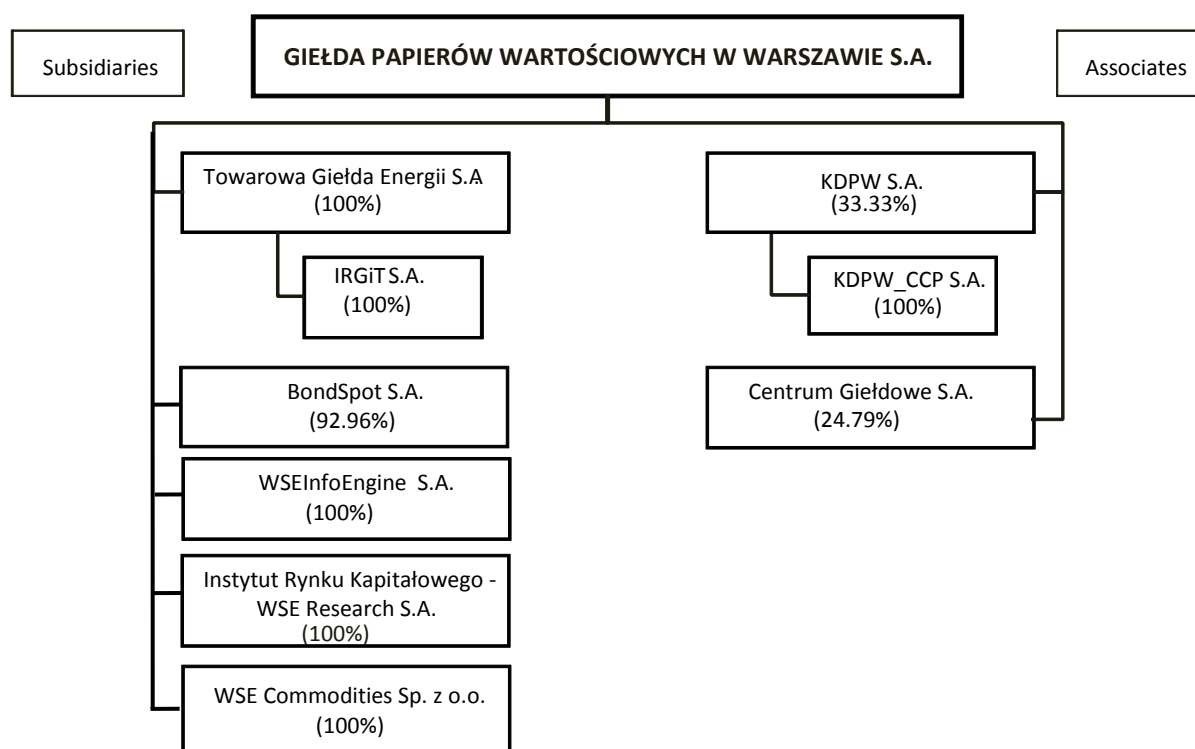 Subsidiaries
GIEŁDA PAPIERÓW WARTOŚCIOWYCH W WARSZAWIE S.A.
Associates
Towarowa Giełda Energii S.A
(100%)
IRGiT S.A.
(100%)
BondSpot S.A.
(92.96%)
WSEInfoEngine S.A.
(100%)
Instytut Rynku Kapitałowego -
WSE Research S.A.
(100%)
WSE Commodities Sp. z o.o.
(100%)
KDPW S.A.
(33.33%)
KDPW_CCP S.A.
(100%)
Centrum Giełdowe S.A.
(24.79%)